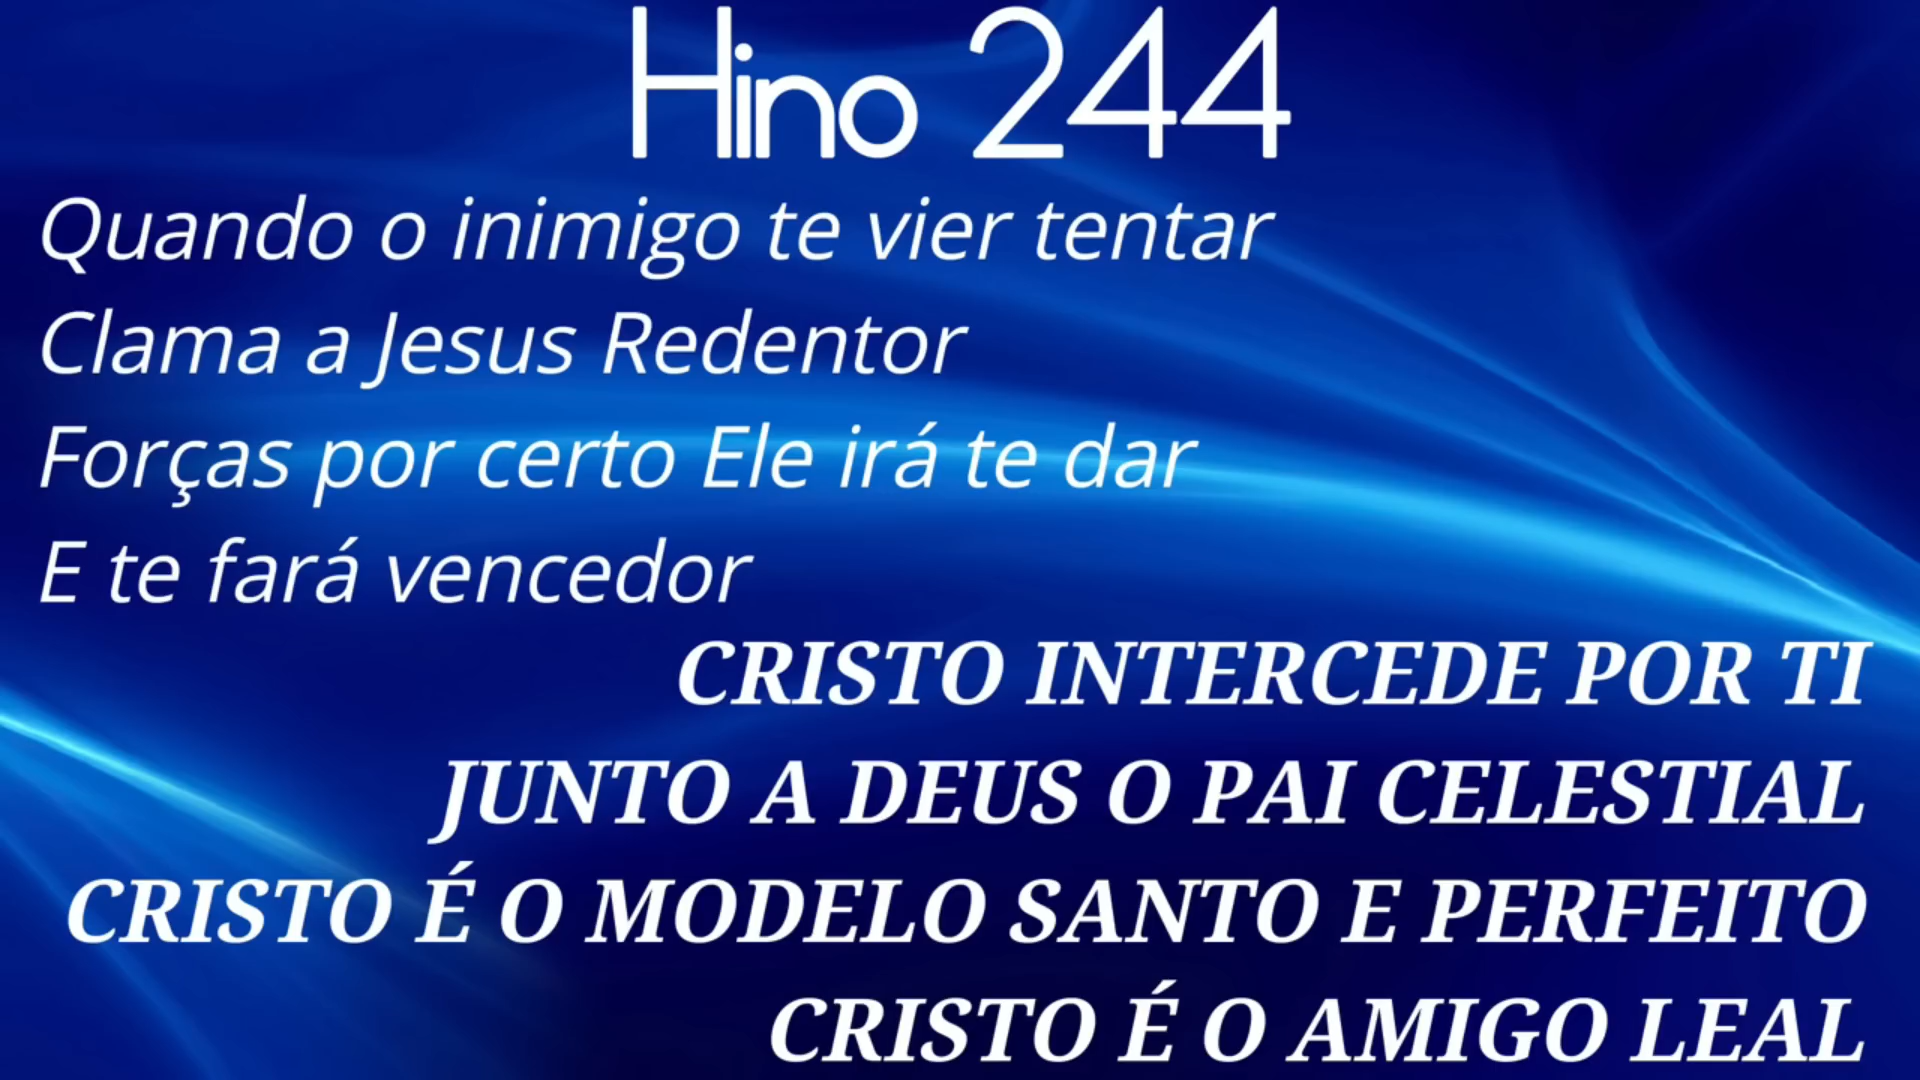 Hino 244
Quando o inimigo te vier tentar
Clama a Jesus Redentor
Forças por certo Ele irá te dar
E te fará vencedor
CRISTO INTERCEDE POR TI
JUNTO A DEUS O PAI CELESTIAL
CRISTO É O MODELO SANTO E PERFEITO
CRISTO É O AMIGO LEAL